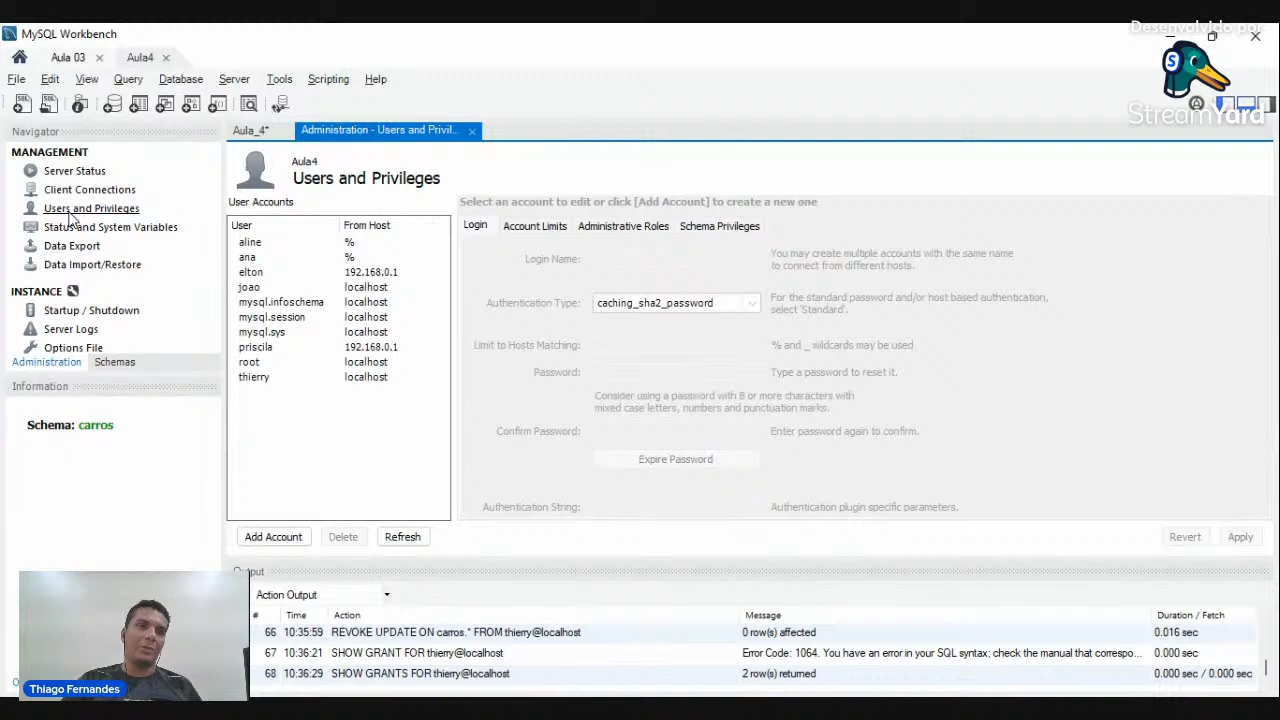 Desenvolvido por
S
StreamYard
MySQL Workbench
Aula 03
Aula4
File Edit View Query Database Server Tools Scripting Help
Navigator
MANAGEMENT
Server Status
Client Connections
Users and Privileges
Status and System Variables
Data Export
Data Import/Restore
INSTANCE
Startup / Shutdown
Server Logs
Options File
Administration Schemas
Information
Schema: carros
Aula_4*
Administration - Users and Privil...
Aula4
Users and Privileges
User Accounts
User From Host
aline %
ana %
elton 192.168.0.1
joao localhost
mysql.infoschema localhost
mysql.session localhost
mysql.sys localhost
priscila 192.168.0.1
root localhost
thierry localhost
Add Account Delete Refresh
Select an account to edit or click [Add Account] to create a new one
Login Account Limits Administrative Roles Schema Privileges
Login Name:
You may create multiple accounts with the same name
to connect from different hosts.
Authentication Type: caching_sha2_password
For the standard password and/or host based authentication,
select 'Standard'.
Limit to Hosts Matching: % and _ wildcards may be used
Password: Type a password to reset it.
Consider using a password with 8 or more characters with
mixed case letters, numbers and punctuation marks.
Confirm Password: Enter password again to confirm.
Expire Password
Authentication String: Authentication plugin specific parameters.
Revert Apply
Output
Action Output
# Time Action Message Duration / Fetch
66 10:35:59 REVOKE UPDATE ON carros.* FROM thierry@localhost 0 row(s) affected 0.016 sec
67 10:36:21 SHOW GRANT FOR thierry@localhost Error Code: 1064. You have an error in your SQL syntax; check the manual that correspo... 0.000 sec
68 10:36:29 SHOW GRANTS FOR thierry@localhost 2 row(s) returned 0.000 sec / 0.000 sec
Thiago Fernandes